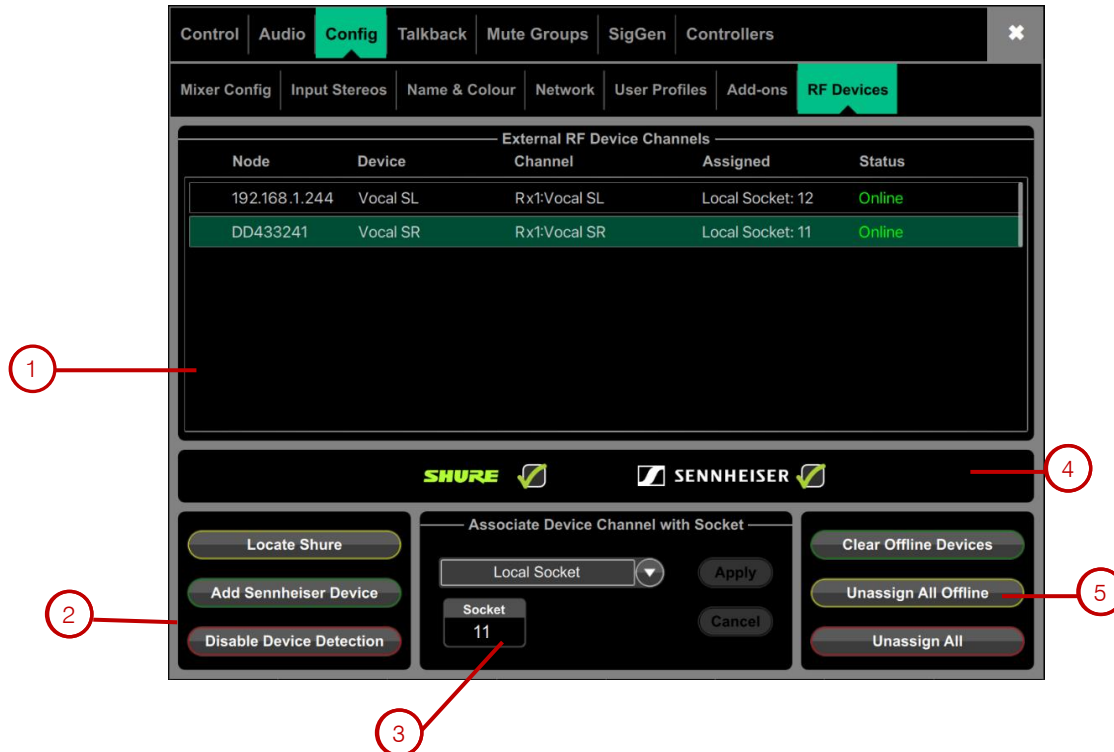 Control Audio Config Talkback Mute Groups SigGen Controllers
Mixer Config Input Stereos Name & Colour Network User Profiles Add-ons RF Devices
External RF Device Channels
Node Device Channel Assigned Status
192.168.1.244 Vocal SL Rx1:Vocal SL Local Socket: 12 Online
DD433241 Vocal SR Rx1:Vocal SR Local Socket: 11 Online
1
SHURE SENNHEISER
4
Associate Device Channel with Socket
Locate Shure
Add Sennheiser Device
Disable Device Detection
2
Local Socket
Apply
Socket
11
Cancel
3
Clear Offline Devices
Unassign All Offline
Unassign All
5